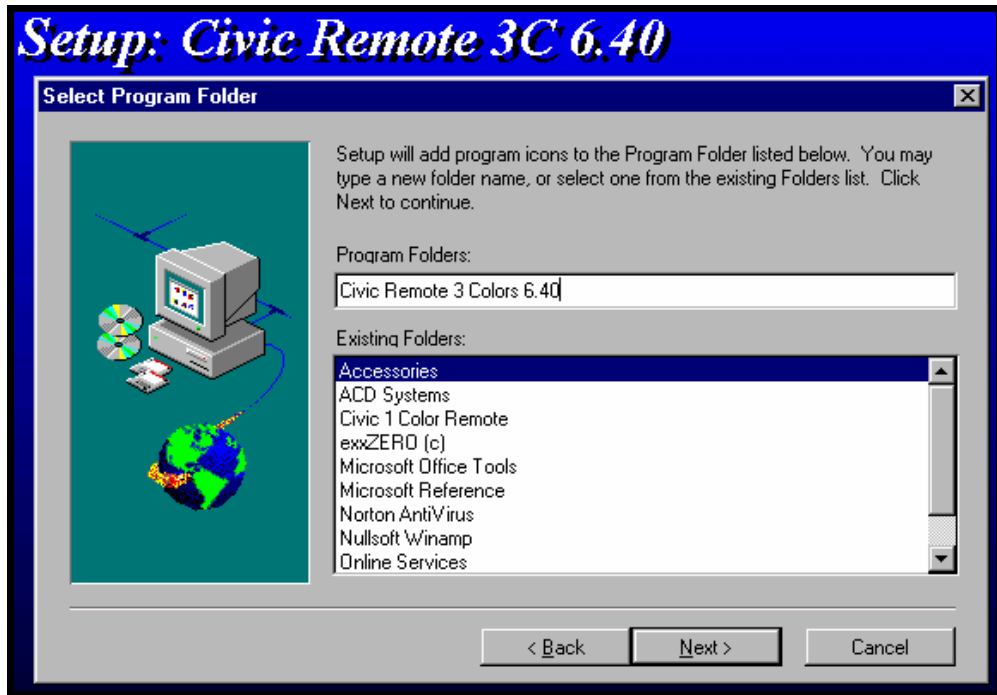 Setup: Civic Remote 3C 6.40
Select Program Folder
Setup will add program icons to the Program Folder listed below. You may
type a new folder name, or select one from the existing Folders list. Click
Next to continue.
Program Folders:
Civic Remote 3 Colors 6.40
Existing Folders:
Accessories
ACD Systems
Civic 1 Color Remote
exxZERO (c)
Microsoft Office Tools
Microsoft Reference
Norton AntiVirus
Nullsoft Winamp
Online Services
< Back Next > Cancel